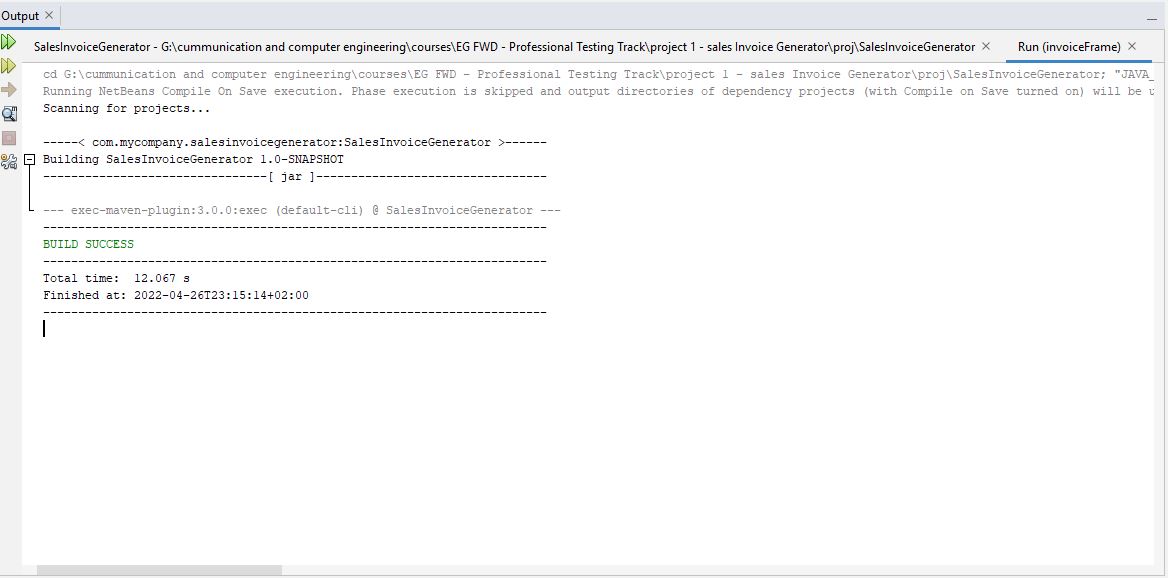 Output
SalesInvoiceGenerator - G:\cummunication and computer engineering\courses\EG FWD - Professional Testing Track\project 1 - sales Invoice Generator\proj\SalesInvoiceGenerator
Run (invoiceFrame)
cd G:\cummunication and computer engineering\courses\EG FWD - Professional Testing Track\project 1 - sales Invoice Generator\proj\SalesInvoiceGenerator; "JAVA_
Running NetBeans Compile On Save execution. Phase execution is skipped and output directories of dependency projects (with Compile on Save turned on) will be u
Scanning for projects...
-----< com.mycompany.salesinvoicegenerator:SalesInvoiceGenerator >------
Building SalesInvoiceGenerator 1.0-SNAPSHOT
--------------------------------[ jar ]---------------------------------
--- exec-maven-plugin:3.0.0:exec (default-cli) @ SalesInvoiceGenerator ---
------------------------------------------------------------------------
BUILD SUCCESS
------------------------------------------------------------------------
Total time:  12.067 s
Finished at: 2022-04-26T23:15:14+02:00
------------------------------------------------------------------------